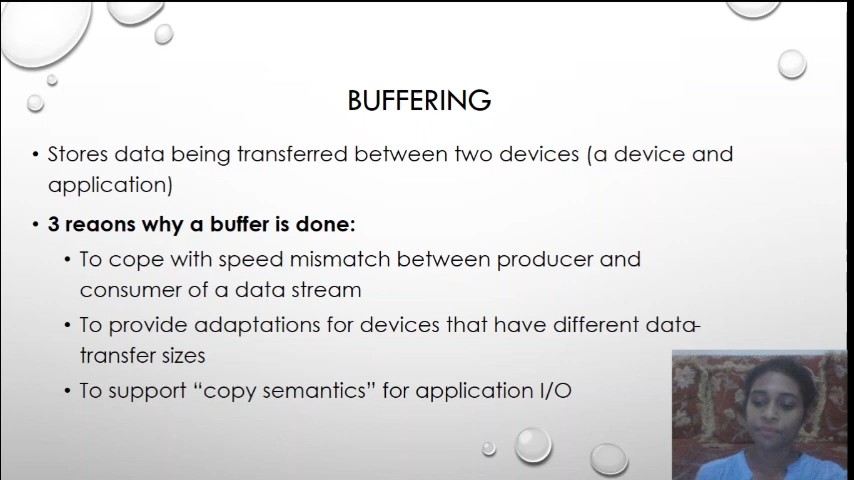 BUFFERING
• Stores data being transferred between two devices (a device and
application)
• 3 reaons why a buffer is done:
• To cope with speed mismatch between producer and
consumer of a data stream
• To provide adaptations for devices that have different data-
transfer sizes
• To support “copy semantics” for application I/O